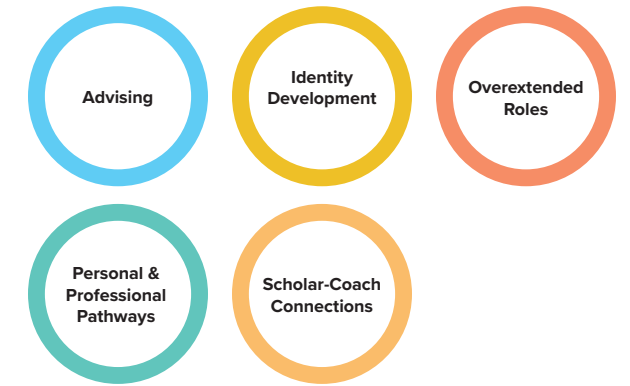 Advising
Identity
Development
Overextended
Roles
Personal &
Professional
Pathways
Scholar-Coach
Connections